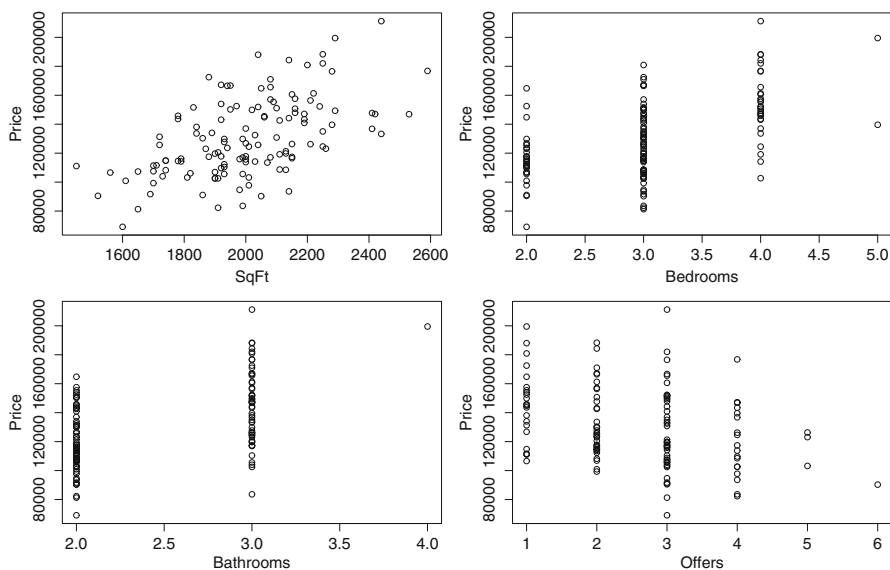 Price
80000 120000 160000 200000
1600 1800 2000 2200 2400 2600
SqFt
Price
80000 120000 160000 200000
2.0 2.5 3.0 3.5 4.0 4.5 5.0
Bedrooms
Price
80000 120000 160000 200000
2.0 2.5 3.0 3.5 4.0
Bathrooms
Price
80000 120000 160000 200000
1 2 3 4 5 6
Offers